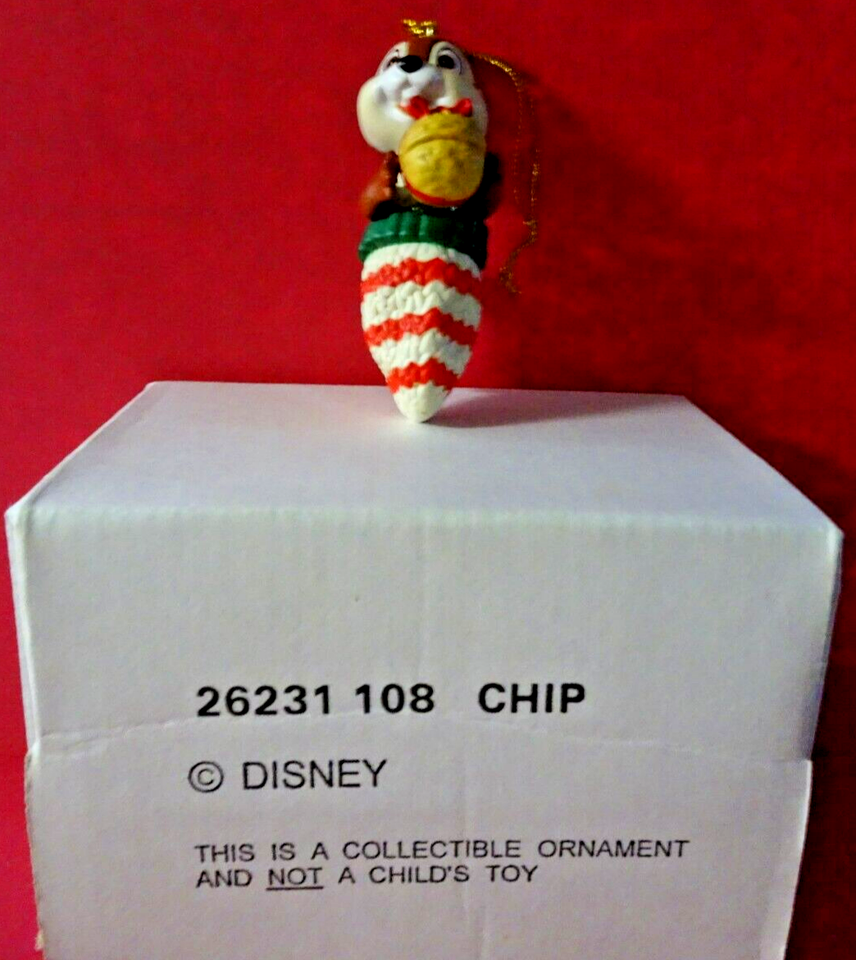 26231 108 CHIP
© DISNEY
THIS IS A COLLECTIBLE ORNAMENT
AND NOT A CHILD'S TOY